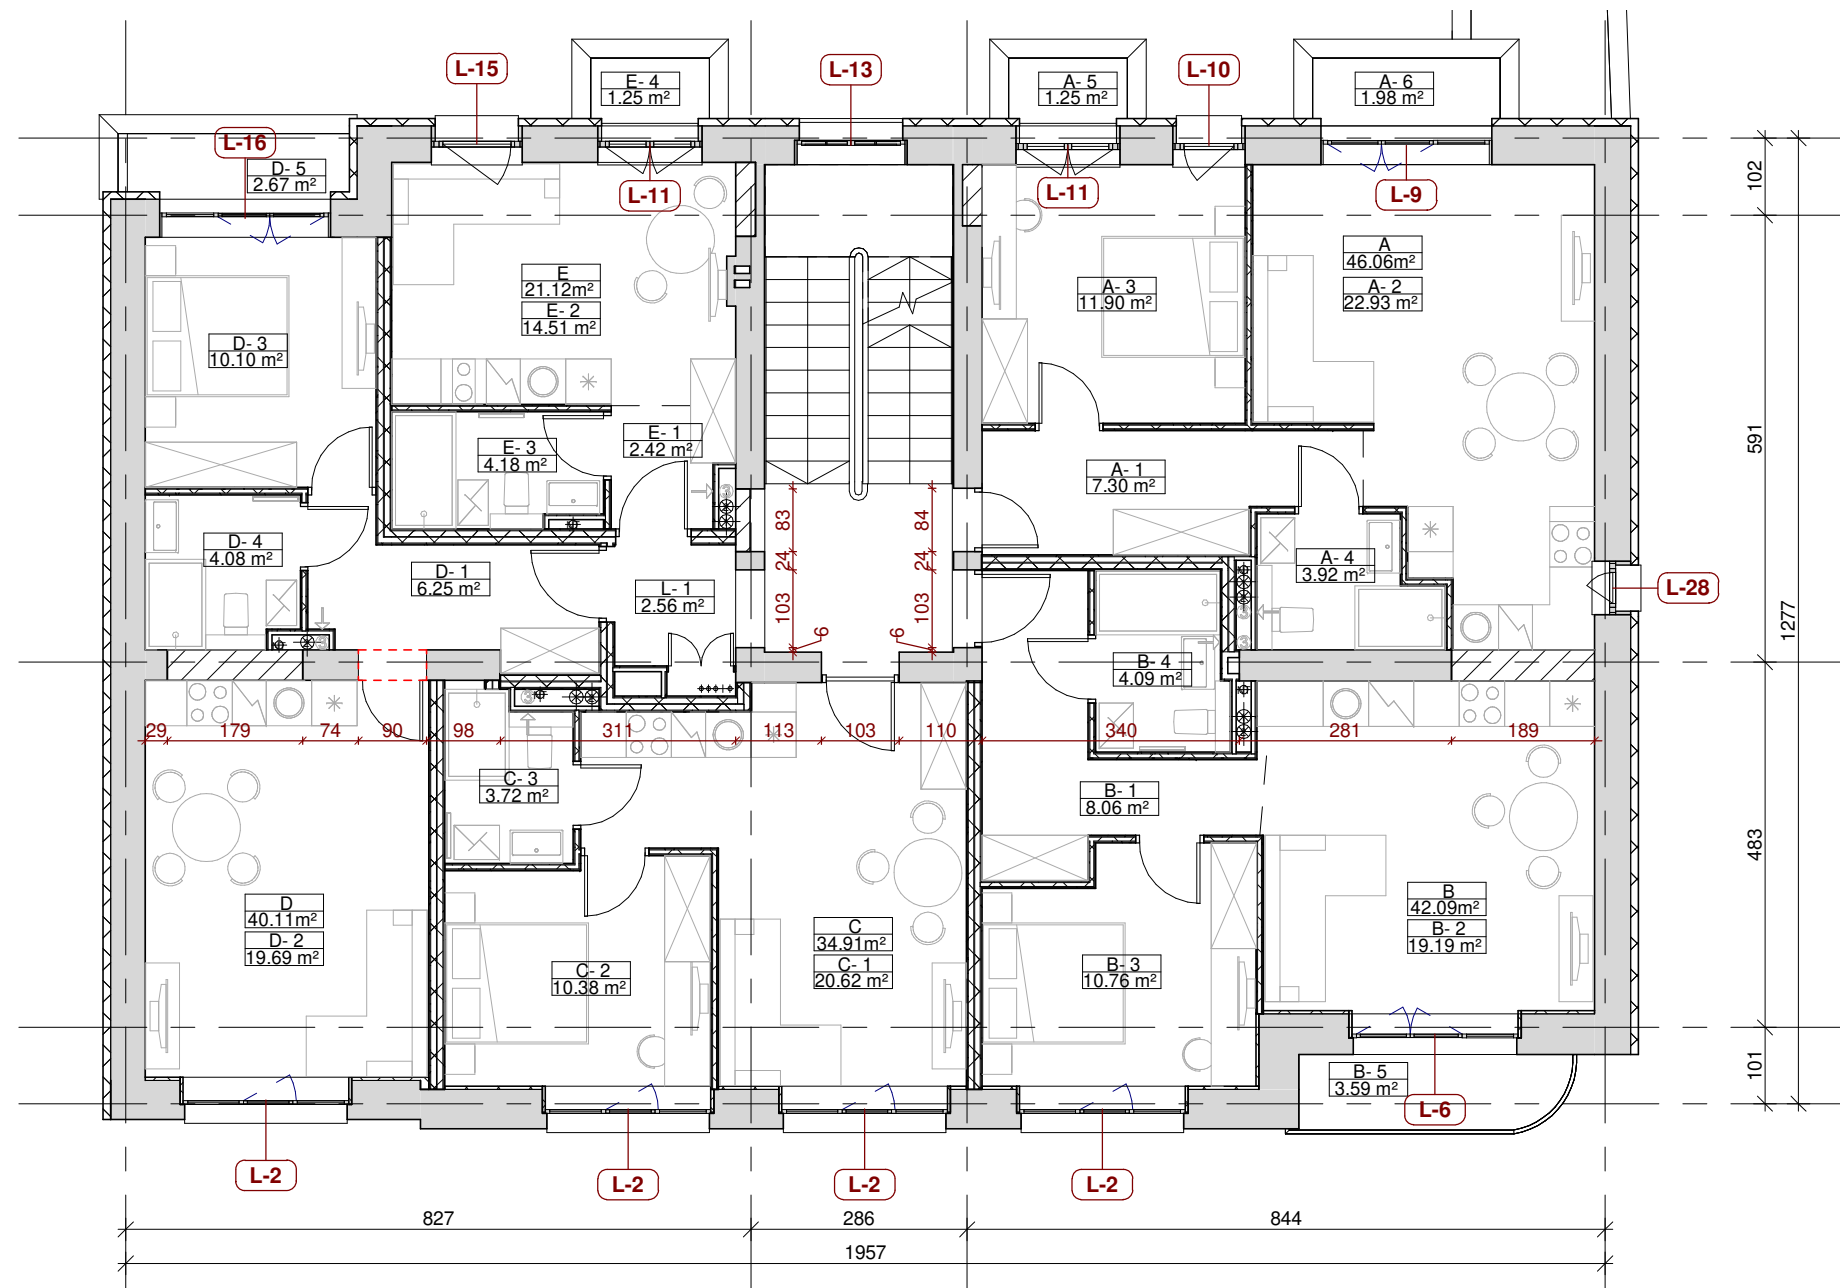 L-15
L-13
L-10
E- 4
1.25 m²
A- 5
1.25 m²
A- 6
1.98 m²
L-16
D- 5
2.67 m²
L-11
L-11
L-9
102
E
21.12m²
E- 2
14.51 m²
A- 3
11.90 m²
A
46.06m²
A- 2
22.93 m²
D- 3
10.10 m²
E- 1
2.42 m²
E- 3
4.18 m²
A- 1
7.30 m²
591
83
84
D- 4
4.08 m²
24
24
A- 4
3.92 m²
D- 1
6.25 m²
L- 1
2.56 m²
103
103
L-28
1277
6
6
B- 4
4.09 m²
29
179
74
90
98
311
113
103
110
340
281
189
C- 3
3.72 m²
B- 1
8.06 m²
483
D
40.11m²
D- 2
19.69 m²
C
34.91m²
C- 1
20.62 m²
B
42.09m²
B- 2
19.19 m²
C- 2
10.38 m²
B- 3
10.76 m²
B- 5
3.59 m²
101
L-6
L-2
L-2
L-2
L-2
827
286
844
1957